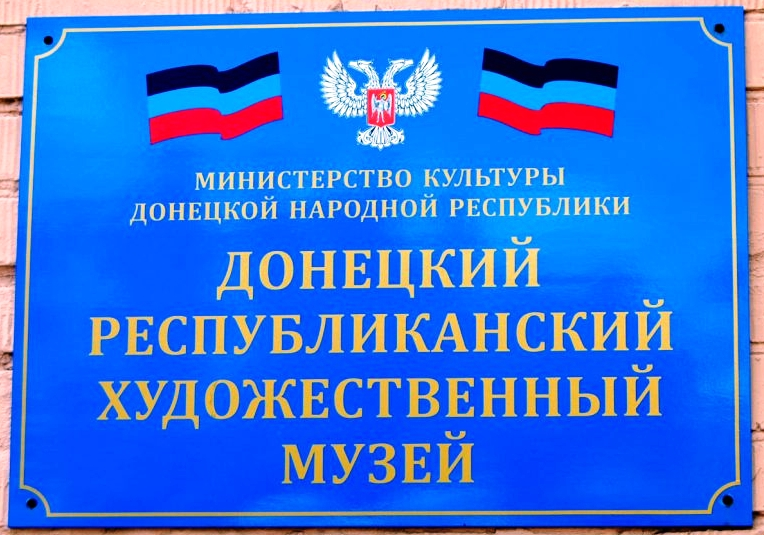 МИНИСТЕРСТВО КУЛЬТУРЫ
ДОНЕЦКОЙ НАРОДНОЙ РЕСПУБЛИКИ
ДОНЕЦКИЙ
РЕСПУБЛИКАНСКИЙ
ХУДОЖЕСТВЕННЫЙ
МУЗЕЙ